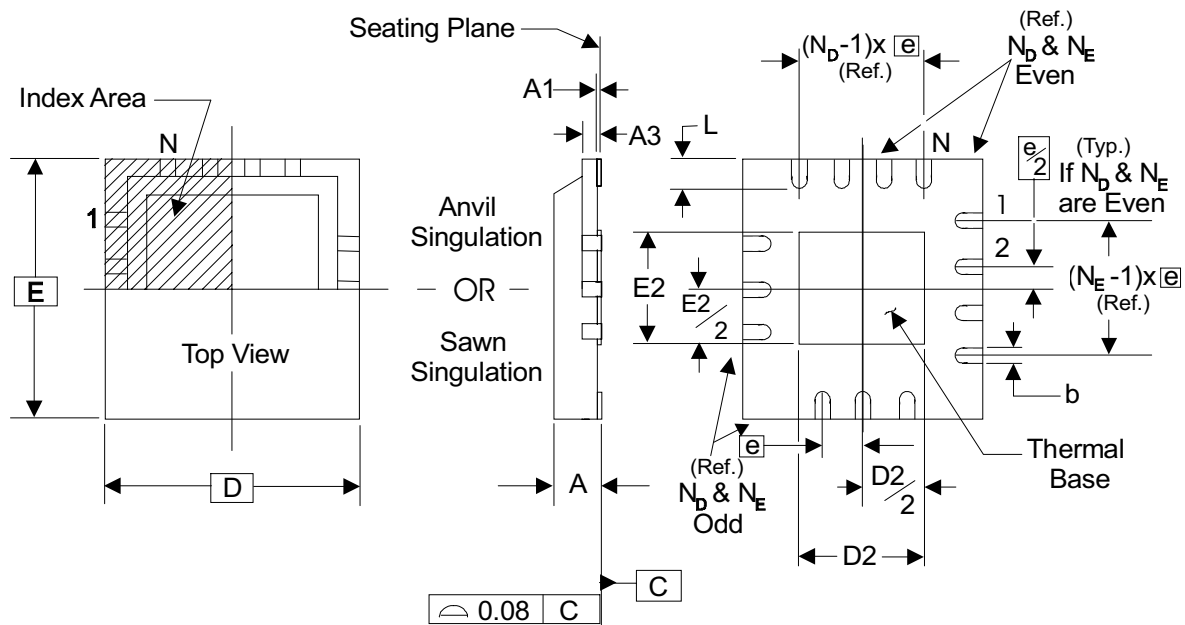 Seating Plane
(Ref.)
(N_D-1)x e
(Ref.)
N_D & N_E
Even
A1
Index Area
L
A3
N
N
e/2
(Typ.)
If N_D & N_E
are Even
1
1
Anvil
Singulation
2
E
OR
E2
E2/2
(N_E-1)x e
(Ref.)
Top View
Sawn
Singulation
b
e
Thermal
Base
D
A
(Ref.)
N_D & N_E
Odd
D2/2
D2
C
⌓ 0.08 C